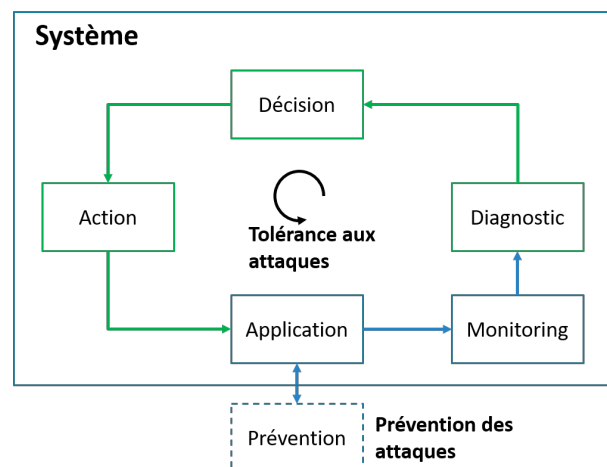 Système
Décision
Action
Diagnostic
Tolérance aux
attaques
Application
Monitoring
Prévention
Prévention des
attaques